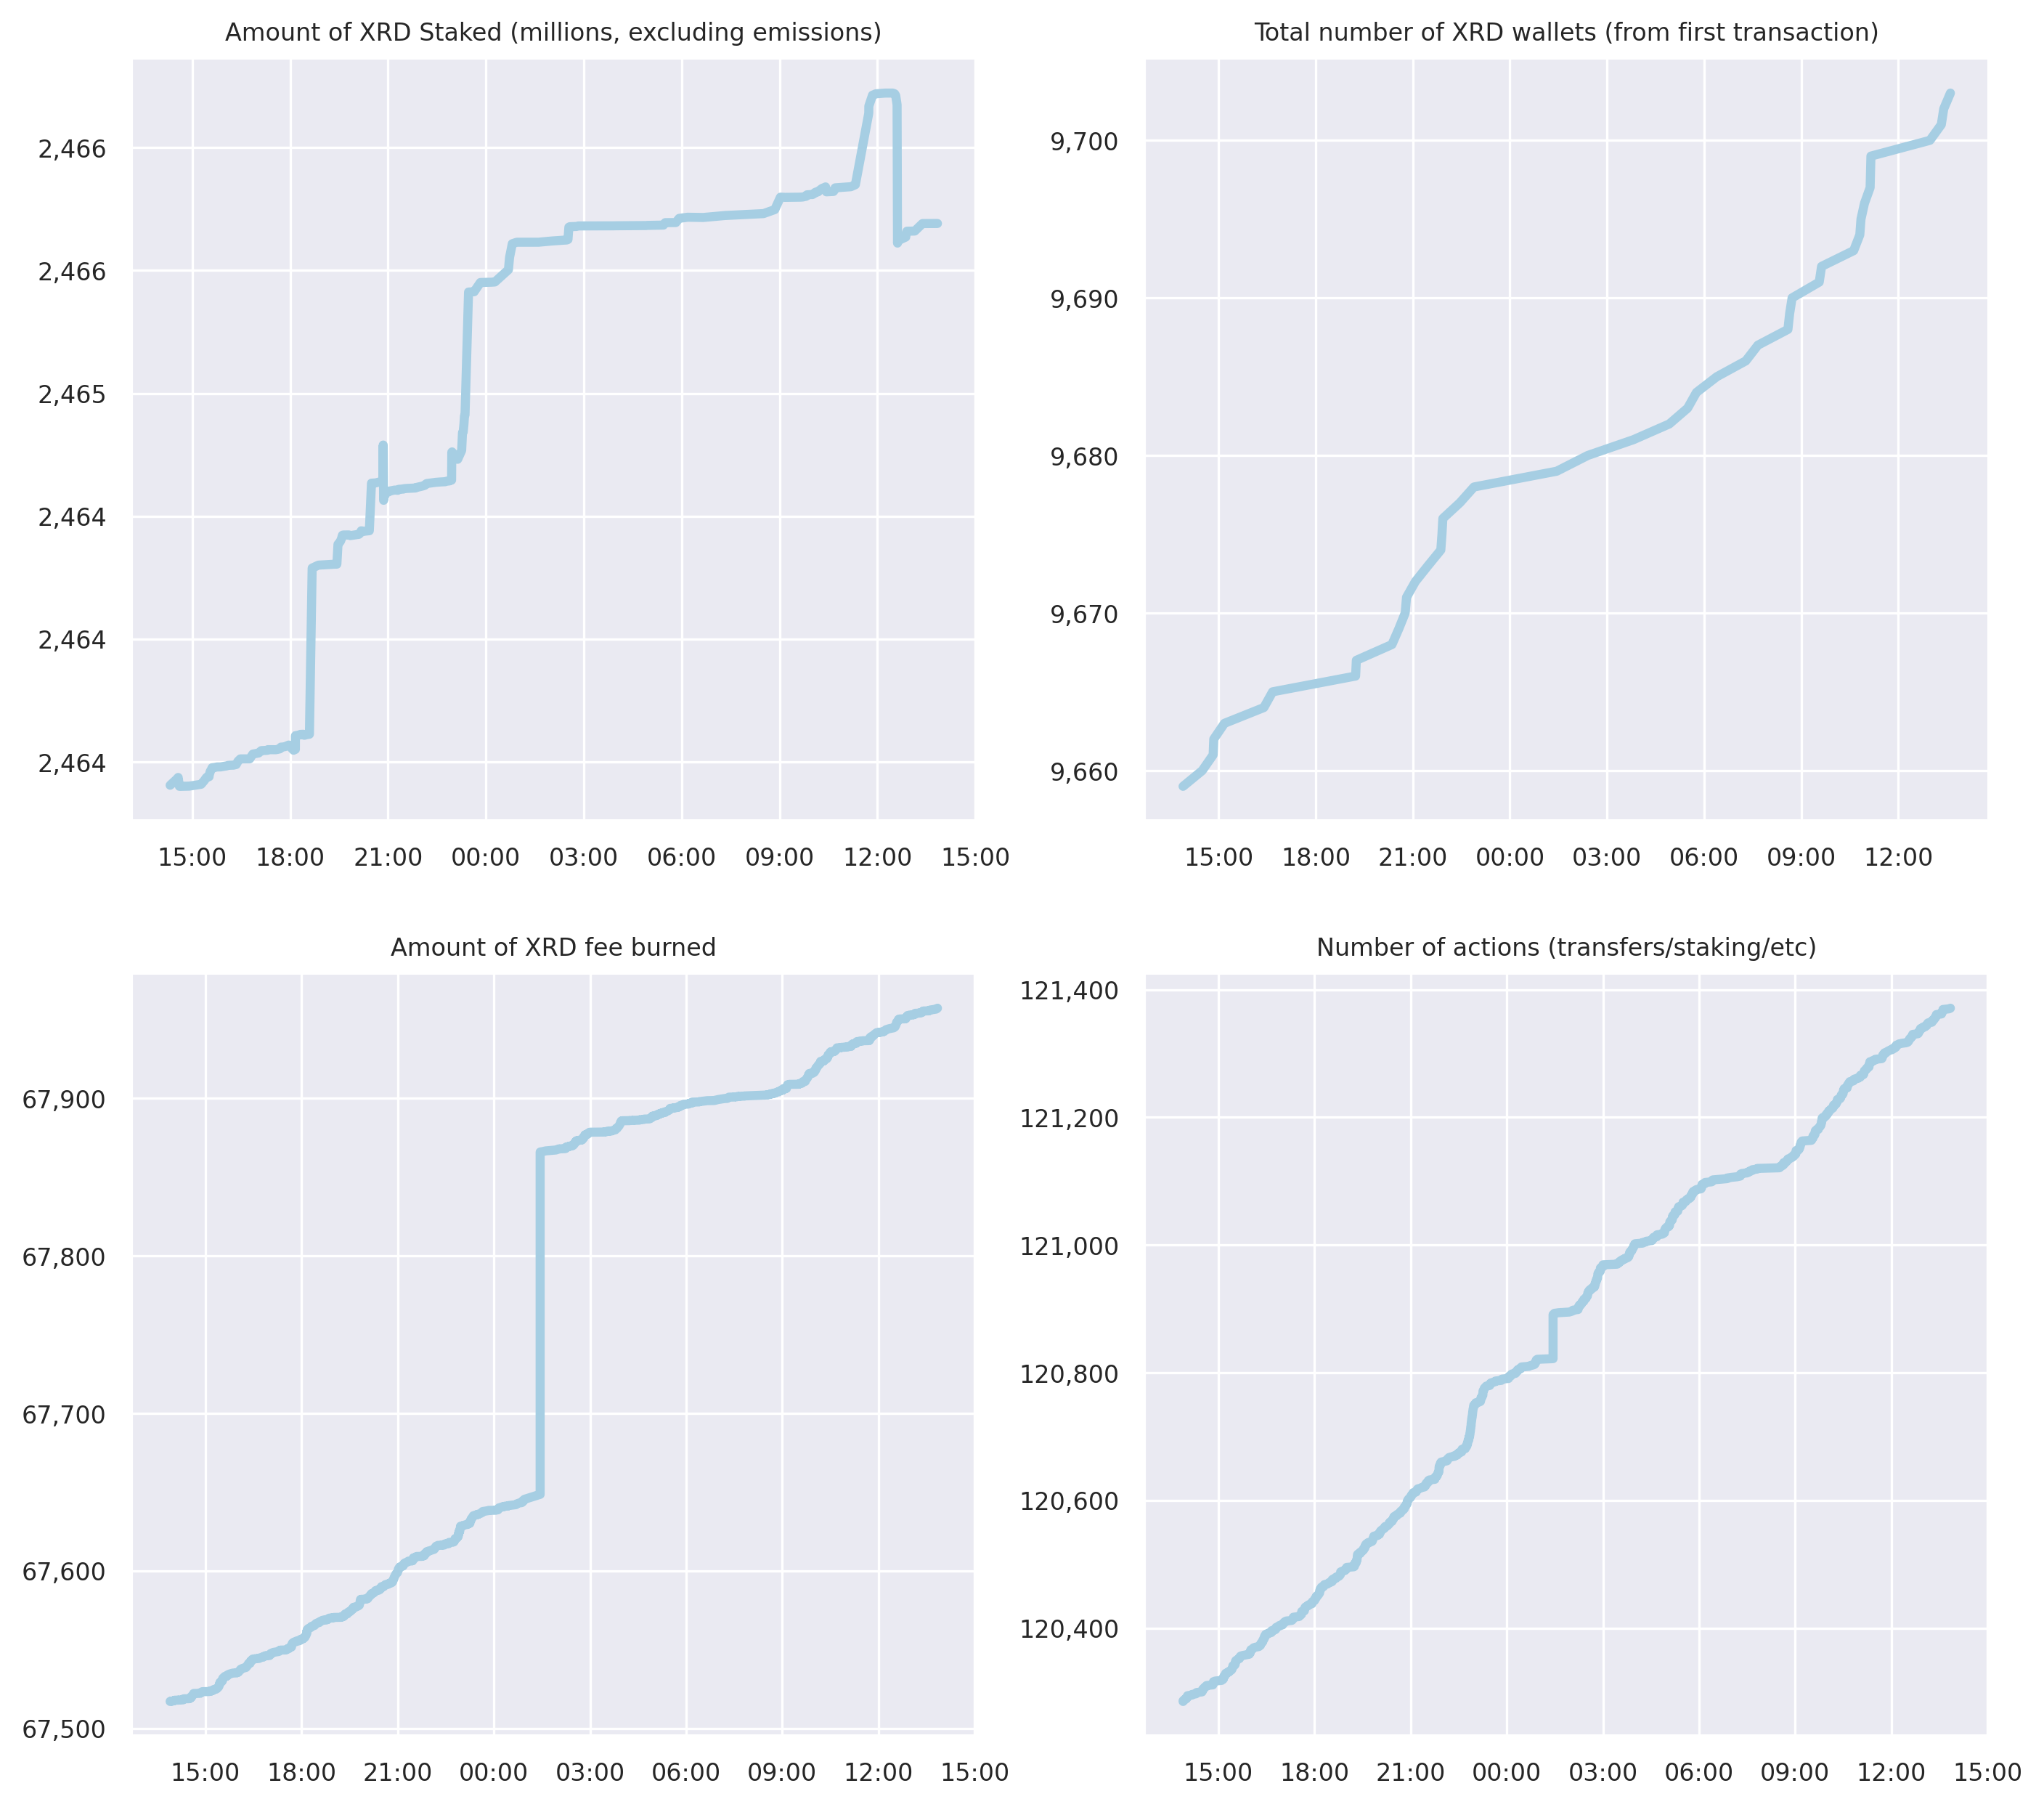 Amount of XRD Staked (millions, excluding emissions)
2,466
2,466
2,465
2,464
2,464
2,464
15:00 18:00 21:00 00:00 03:00 06:00 09:00 12:00 15:00
Total number of XRD wallets (from first transaction)
9,700
9,690
9,680
9,670
9,660
15:00 18:00 21:00 00:00 03:00 06:00 09:00 12:00
Amount of XRD fee burned
67,900
67,800
67,700
67,600
67,500
15:00 18:00 21:00 00:00 03:00 06:00 09:00 12:00 15:00
Number of actions (transfers/staking/etc)
121,400
121,200
121,000
120,800
120,600
120,400
15:00 18:00 21:00 00:00 03:00 06:00 09:00 12:00 15:00